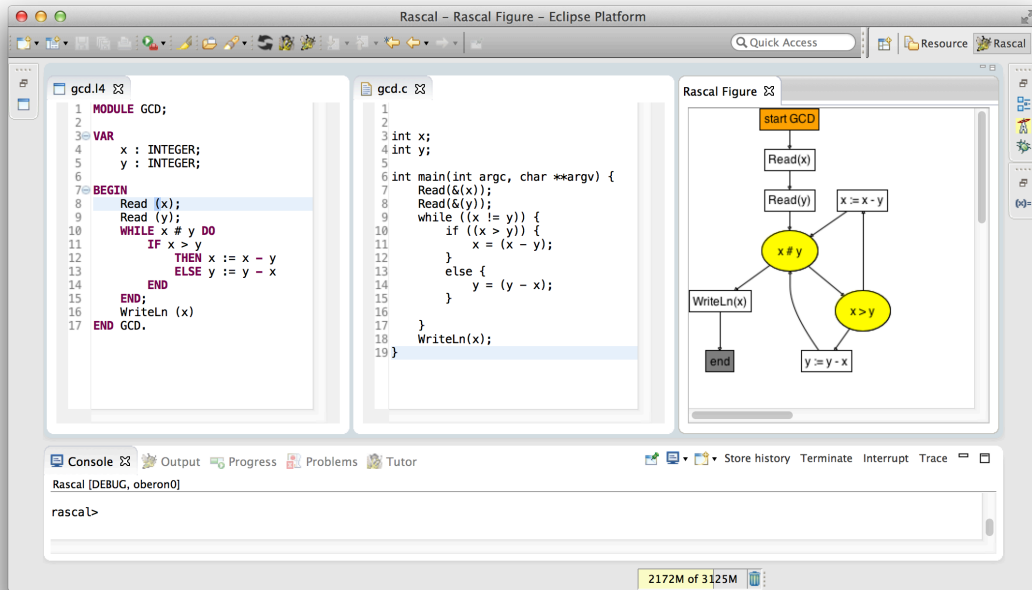 Rascal – Rascal Figure – Eclipse Platform
Quick Access
Resource
Rascal
gcd.l4
1 MODULE GCD;
2
3 VAR
4     x : INTEGER;
5     y : INTEGER;
6
7 BEGIN
8     Read (x);
9     Read (y);
10     WHILE x # y DO
11         IF x > y
12             THEN x := x - y
13             ELSE y := y - x
14         END
15     END;
16     WriteLn (x)
17 END GCD.
gcd.c
1
2
3 int x;
4 int y;
5
6 int main(int argc, char **argv) {
7     Read(&(x));
8     Read(&(y));
9     while ((x != y)) {
10         if ((x > y)) {
11             x = (x - y);
12         }
13         else {
14             y = (y - x);
15         }
16
17     }
18     WriteLn(x);
19 }
Rascal Figure
start GCD
Read(x)
Read(y)
x := x - y
x # y
WriteLn(x)
x > y
end
y := y - x
Console
Output
Progress
Problems
Tutor
Store history
Terminate
Interrupt
Trace
Rascal [DEBUG, oberon0]
rascal>
2172M of 3125M
(x)=